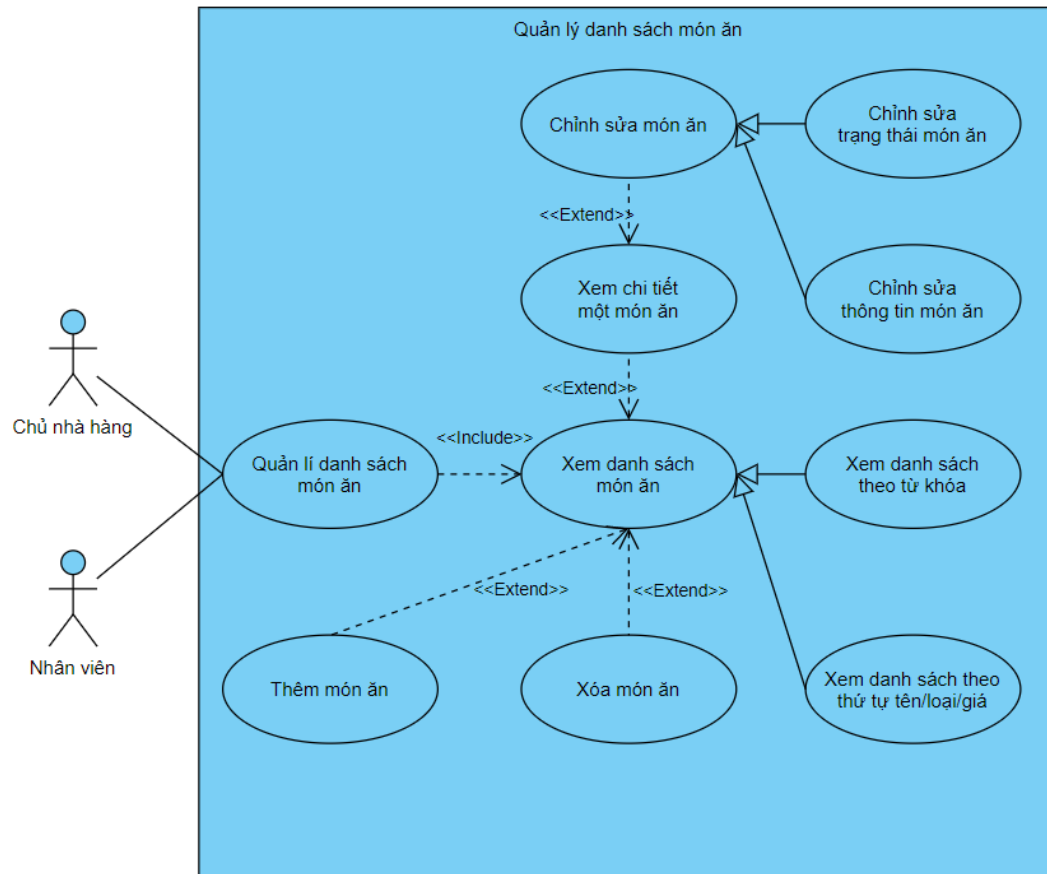 Quản lý danh sách món ăn
Chỉnh sửa món ăn
Chỉnh sửa
trạng thái món ăn
<<Extend>>
Xem chi tiết
một món ăn
Chỉnh sửa
thông tin món ăn
<<Extend>>
Chủ nhà hàng
<<Include>>
Quản lí danh sách
món ăn
Xem danh sách
món ăn
Xem danh sách
theo từ khóa
<<Extend>>
<<Extend>>
Nhân viên
Thêm món ăn
Xóa món ăn
Xem danh sách theo
thứ tự tên/loại/giá